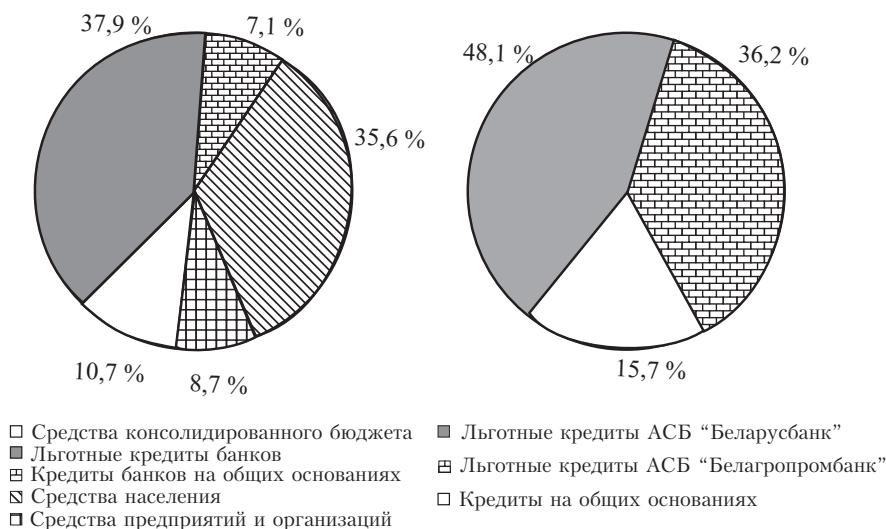 37,9 %
7,1 %
35,6 %
10,7 %
8,7 %
48,1 %
36,2 %
15,7 %
Средства консолидированного бюджета
Льготные кредиты банков
Кредиты банков на общих основаниях
Средства населения
Средства предприятий и организаций
Льготные кредиты АСБ “Беларусбанк”
Льготные кредиты АСБ “Белагропромбанк”
Кредиты на общих основаниях